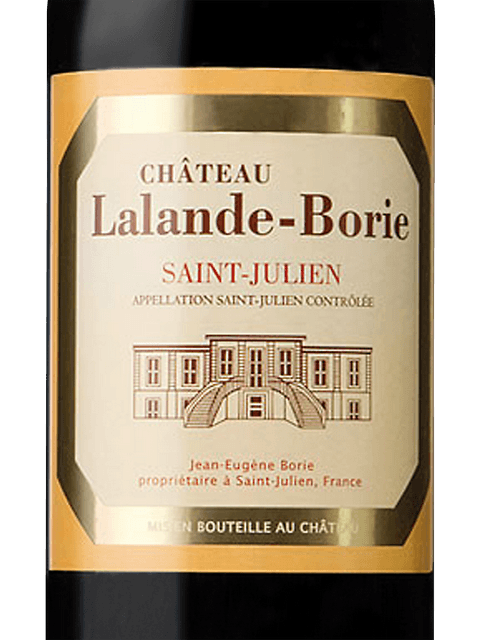 CHÂTEAU
Lalande-Borie
SAINT-JULIEN
APPELLATION SAINT-JULIEN CONTRÔLÉE
Jean-Eugène Borie
propriétaire à Saint-Julien, France
MIS EN BOUTEILLE AU CHÂTEAU